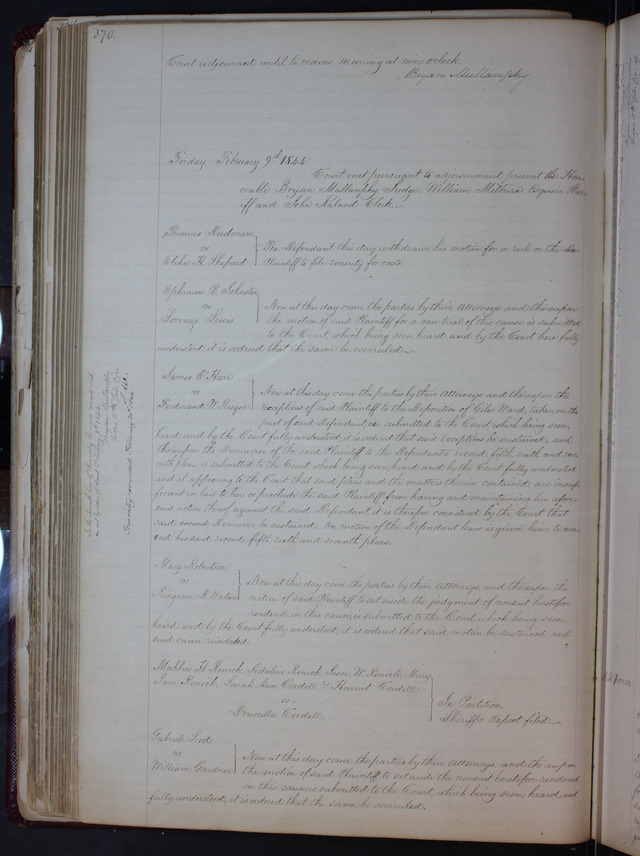 370.
Court adjourned until to morrow morning at nine o'clock
Bryan Mullanphy
Friday February 9th 1844
Court met pursuant to adjournment, present the Hono-
rable Bryan Mullanphy Judge, William Milburn Esquire Sher-
iff and John Ruland Clerk.
Thomas
vs
Elihu H. Shepard
The Defendant this day withdraws his motion for a rule on the
Plaintiff to file security for costs
Ephraim B. Johnston
vs
Lorenzo Lewis
Now at this day come the parties by their Attorneys and thereupon
the motion of said Plaintiff for a new trial of this cause, is submitted
to the Court, which being seen, heard and by the Court here fully
understood, it is ordered that the same be overruled.
James O'Hara
vs
Ferdinand W. Risque
Now at this day come the parties by their Attorneys and thereupon the
exceptions of said Plaintiff to the Deposition of Giles Ward, taken on the
part of said Defendant, are submitted to the Court which being seen,
heard and by the Court fully understood, it is ordered that said exceptions be sustained, and
thereupon the Demurrer of the said Plaintiff to the Defendants second, fifth sixth and sev-
enth pleas is submitted to the Court which being seen, heard and by the Court fully understood
and it appearing to the Court that said pleas and the matters therein contained, are insuf-
ficient in law to bar or preclude the said Plaintiff from having and maintaining his afore-
said action thereof against the said Defendant, it is therefore considered by the Court that
said second Demurrer be sustained. On motion of the Defendant leave is given him to am-
end his said second, fifth sixth and seventh pleas.
Mary Robertson
vs
Now at this day come the parties by their Attorneys, and thereupon the
motion of said Plaintiff to set aside the judgment of nonsuit heretofore
rendered in this cause, is submitted to the Court, which being seen
heard and by the Court fully understood, it is ordered that said motion be sustained and
said cause reinstated.
Mahlon H. Renick Adaline Renick Jesse W. Renick Mary
Jane Renick, Sarah Ann Cordell & Harriet Cordell
vs
Drucilla Cordell
In Partition
Sheriffs Report filed.
Gabriel Lord
vs
William Gardner
Now at this day come the parties by their Attorneys, and thereupon
the motion of said Plaintiff to set aside the nonsuit heretofore rendered
in this cause, is submitted to the Court, which being seen, heard and
fully understood, it is ordered that the same be overruled.